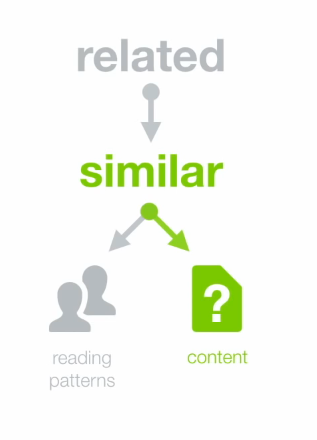 related
similar
?
reading
patterns
content